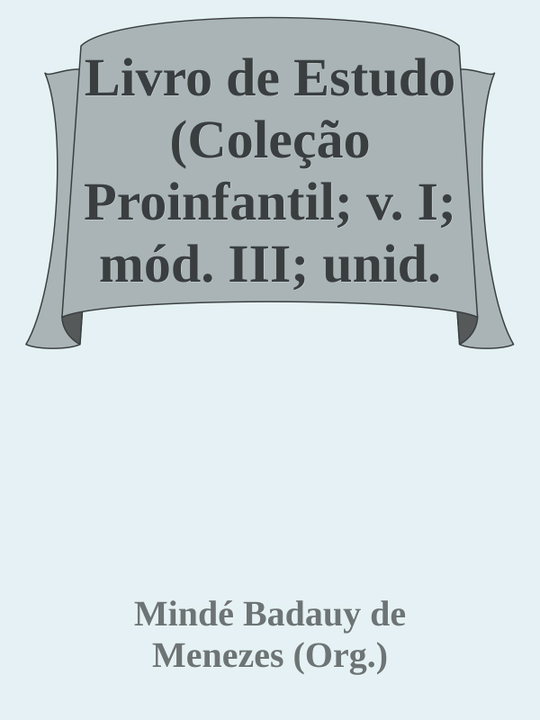 Livro de Estudo
(Coleção
Proinfantil; v. I;
mód. III; unid.
Mindé Badauy de
Menezes (Org.)